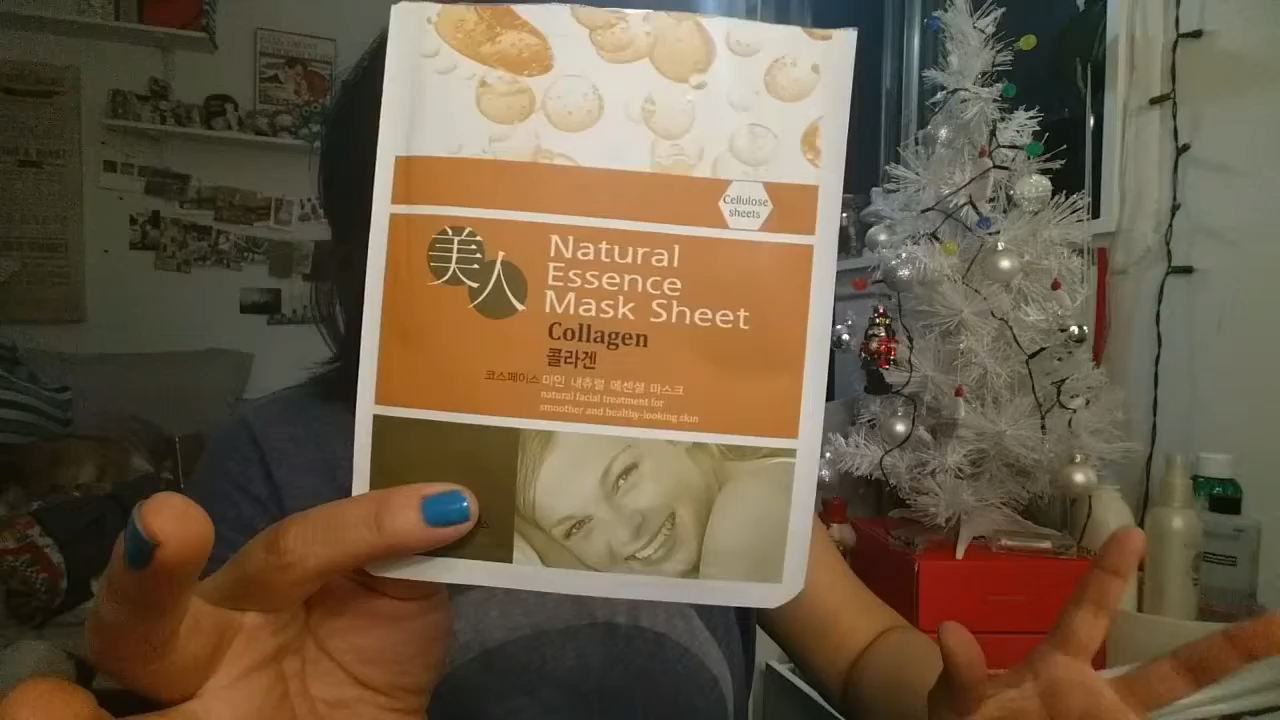 Cellulose
sheets
美人
Natural
Essence
Mask Sheet
Collagen
콜라겐
코스페이스 미인 내츄럴 에센셜 마스크
natural facial treatment for
smoother and healthy-looking skin